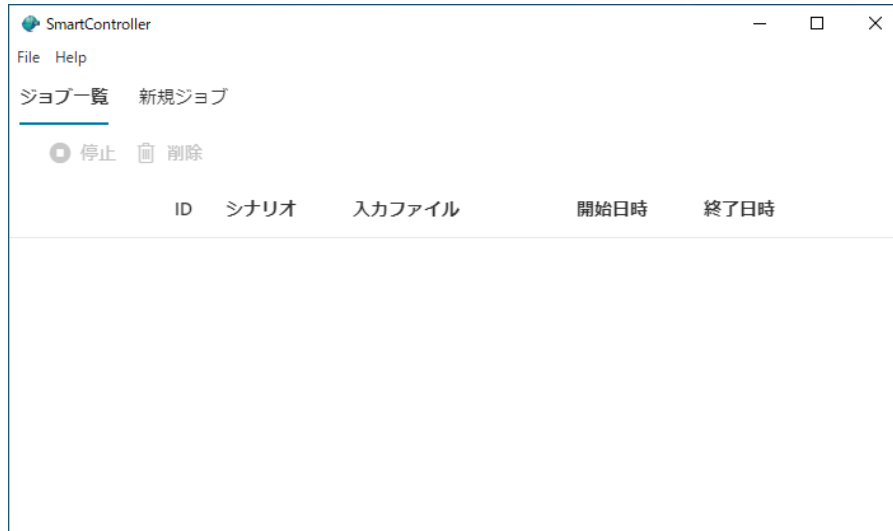 SmartController
File Help
ジョブ一覧 新規ジョブ
停止 削除
ID シナリオ 入力ファイル 開始日時 終了日時